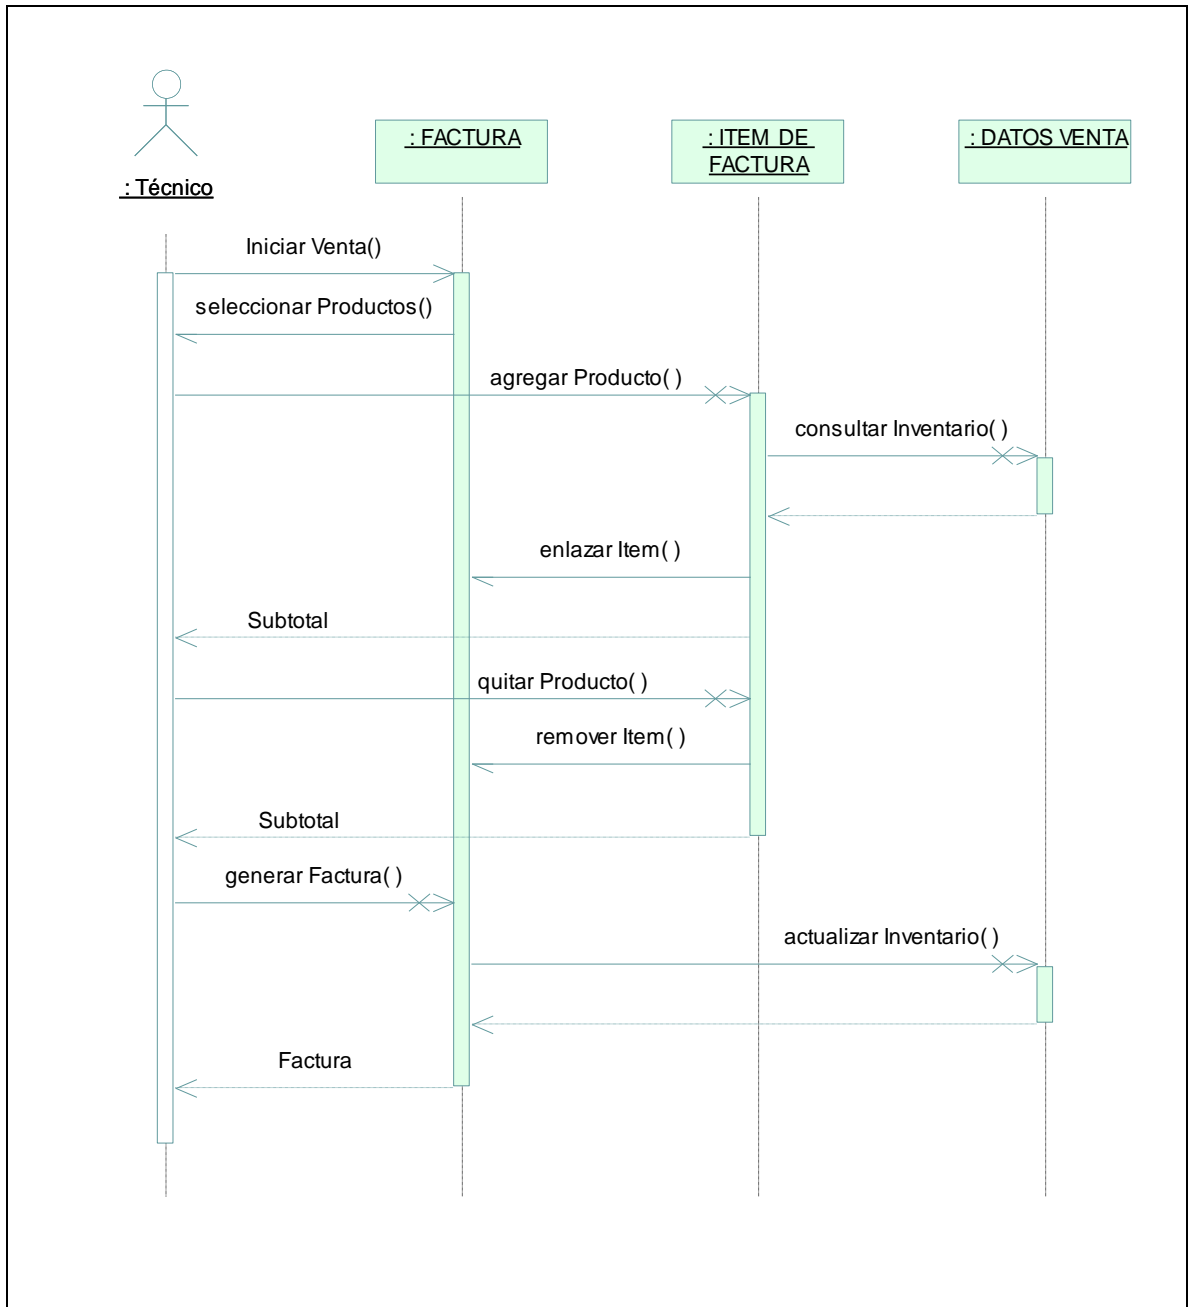 : FACTURA
: ITEM DE
FACTURA
: DATOS VENTA
: Técnico
Iniciar Venta()
seleccionar Productos()
agregar Producto( )
consultar Inventario( )
enlazar Item( )
Subtotal
quitar Producto( )
remover Item( )
Subtotal
generar Factura( )
actualizar Inventario( )
Factura